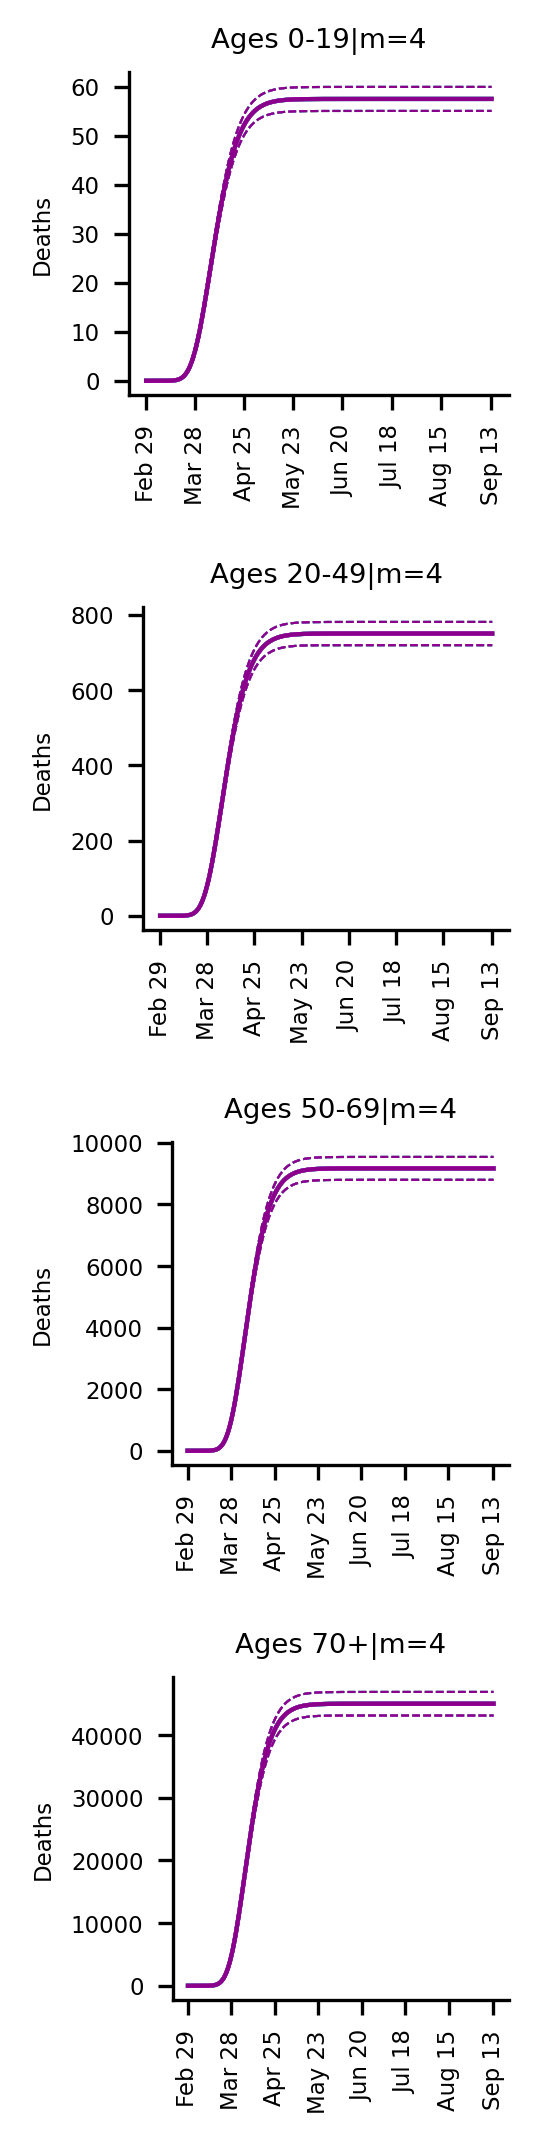 Ages 0-19|m=4
60
50
40
30
20
10
0
Deaths
Feb 29
Mar 28
Apr 25
May 23
Jun 20
Jul 18
Aug 15
Sep 13
Ages 20-49|m=4
800
600
400
200
0
Deaths
Feb 29
Mar 28
Apr 25
May 23
Jun 20
Jul 18
Aug 15
Sep 13
Ages 50-69|m=4
10000
8000
6000
4000
2000
0
Deaths
Feb 29
Mar 28
Apr 25
May 23
Jun 20
Jul 18
Aug 15
Sep 13
Ages 70+|m=4
40000
30000
20000
10000
0
Deaths
Feb 29
Mar 28
Apr 25
May 23
Jun 20
Jul 18
Aug 15
Sep 13